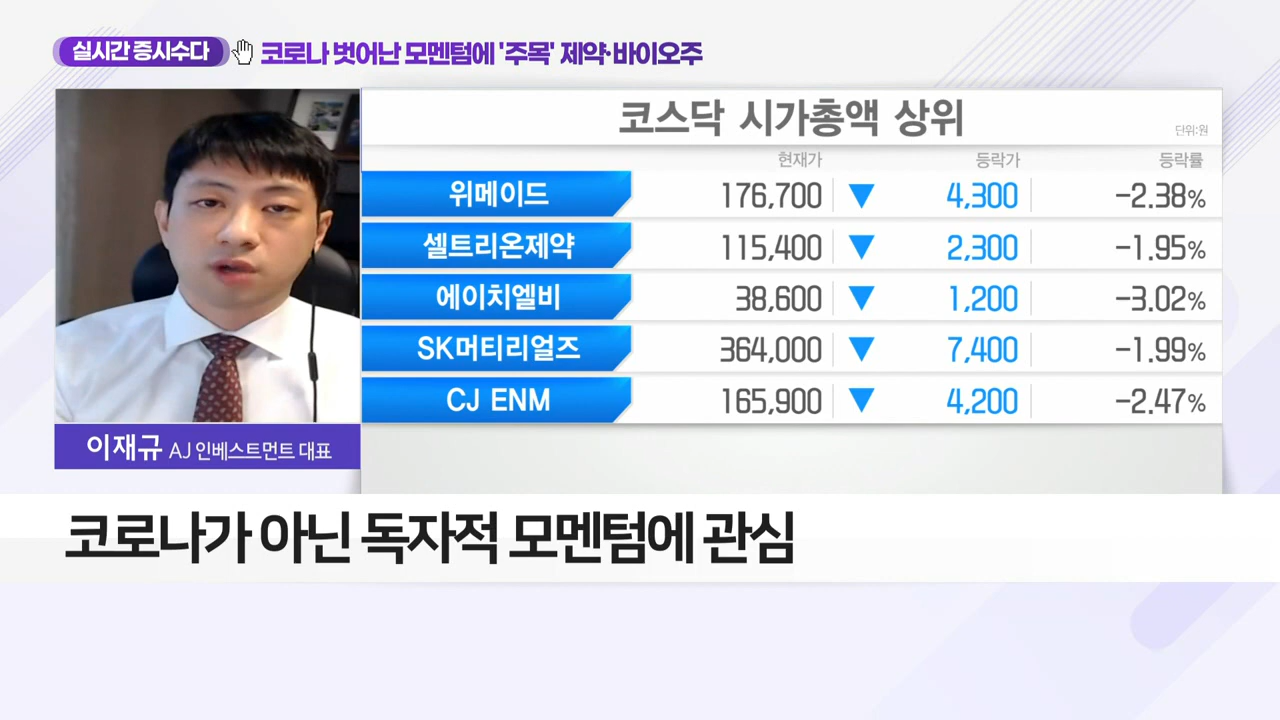 실시간 증시수다 코로나 벗어난 모멘텀에 '주목' 제약·바이오주
코스닥 시가총액 상위
단위:원
현재가 등락가 등락률
위메이드 176,700 ▼ 4,300 -2.38%
셀트리온제약 115,400 ▼ 2,300 -1.95%
에이치엘비 38,600 ▼ 1,200 -3.02%
SK머티리얼즈 364,000 ▼ 7,400 -1.99%
CJ ENM 165,900 ▼ 4,200 -2.47%
이재규 AJ 인베스트먼트 대표
코로나가 아닌 독자적 모멘텀에 관심